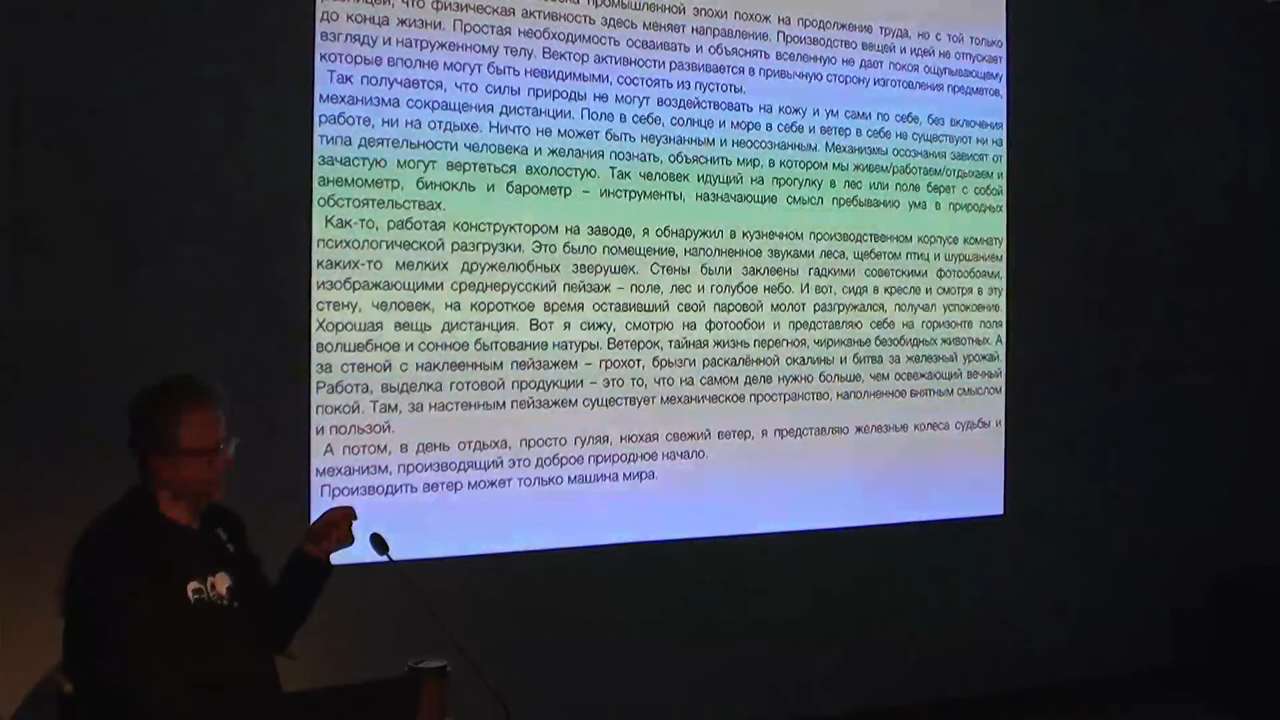 промышленной эпохи похож на продолжение труда, но с той только
разницей, что физическая активность здесь меняет направление. Производство вещей и идей не отпускает
до конца жизни. Простая необходимость осваивать и объяснять вселенную не дает покоя ощупывающему
взгляду и натруженному телу. Вектор активности развивается в привычную сторону изготовления предметов,
которые вполне могут быть невидимыми, состоять из пустоты.
Так получается, что силы природы не могут воздействовать на кожу и ум сами по себе, без включения
механизма сокращения дистанции. Поле в себе, солнце и море в себе и ветер в себе не существуют ни на
работе, ни на отдыхе. Ничто не может быть неузнанным и неосознанным. Механизмы осознания зависят от
типа деятельности человека и желания познать, объяснить мир, в котором мы живем/работаем/отдыхаем и
зачастую могут вертеться вхолостую. Так человек идущий на прогулку в лес или поле берет с собой
анемометр, бинокль и барометр – инструменты, назначающие смысл пребыванию ума в природных
обстоятельствах.
Как-то, работая конструктором на заводе, я обнаружил в кузнечном производственном корпусе комнату
психологической разгрузки. Это было помещение, наполненное звуками леса, щебетом птиц и шуршанием
каких-то мелких дружелюбных зверушек. Стены были заклеены гадкими советскими фотообоями,
изображающими среднерусский пейзаж – поле, лес и голубое небо. И вот, сидя в кресле и смотря в эту
стену, человек, на короткое время оставивший свой паровой молот разгружался, получал успокоение.
Хорошая вещь дистанция. Вот я сижу, смотрю на фотообои и представляю себе на горизонте поля
волшебное и сонное бытование натуры. Ветерок, тайная жизнь перегноя, чириканье безобидных животных. А
за стеной с наклеенным пейзажем – грохот, брызги раскалённой окалины и битва за железный урожай.
Работа, выделка готовой продукции – это то, что на самом деле нужно больше, чем освежающий вечный
покой. Там, за настенным пейзажем существует механическое пространство, наполненное внятным смыслом
и пользой.
А потом, в день отдыха, просто гуляя, нюхая свежий ветер, я представляю железные колеса судьбы и
механизм, производящий это доброе природное начало.
Производить ветер может только машина мира.